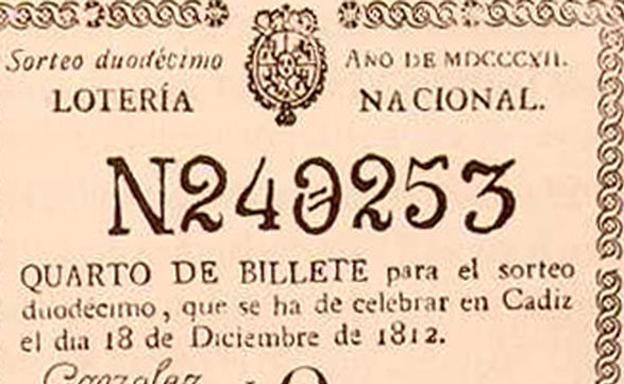 Sorteo duodécimo AÑO DE MDCCCXII.
LOTERÍA NACIONAL.
N240253
QUARTO DE BILLETE para el sorteo
duodécimo, que se ha de celebrar en Cadiz
el dia 18 de Diciembre de 1812.